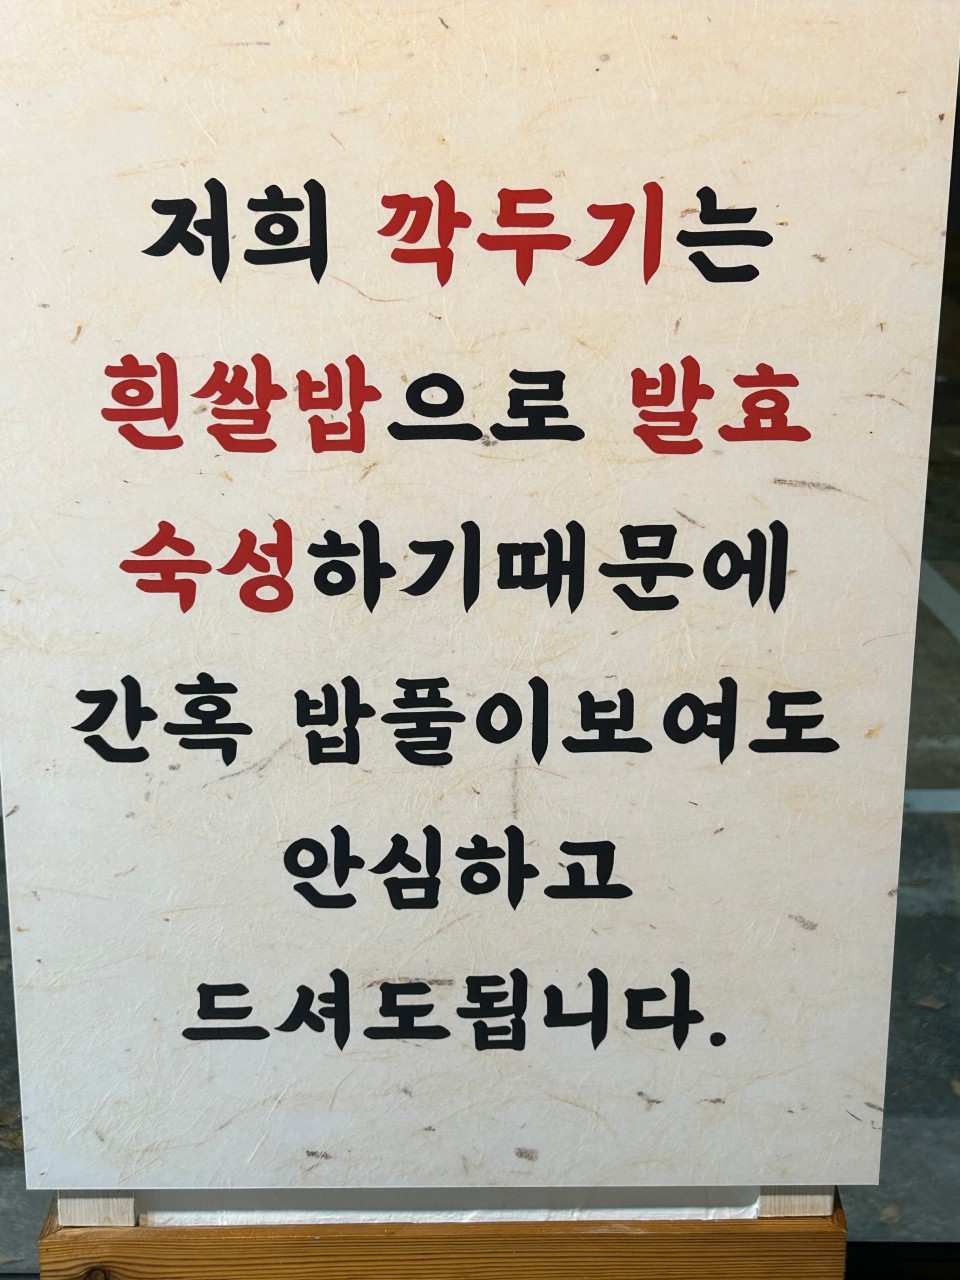 저희 깍두기는
흰쌀밥으로 발효
숙성하기때문에
간혹 밥풀이보여도
안심하고
드셔도됩니다.